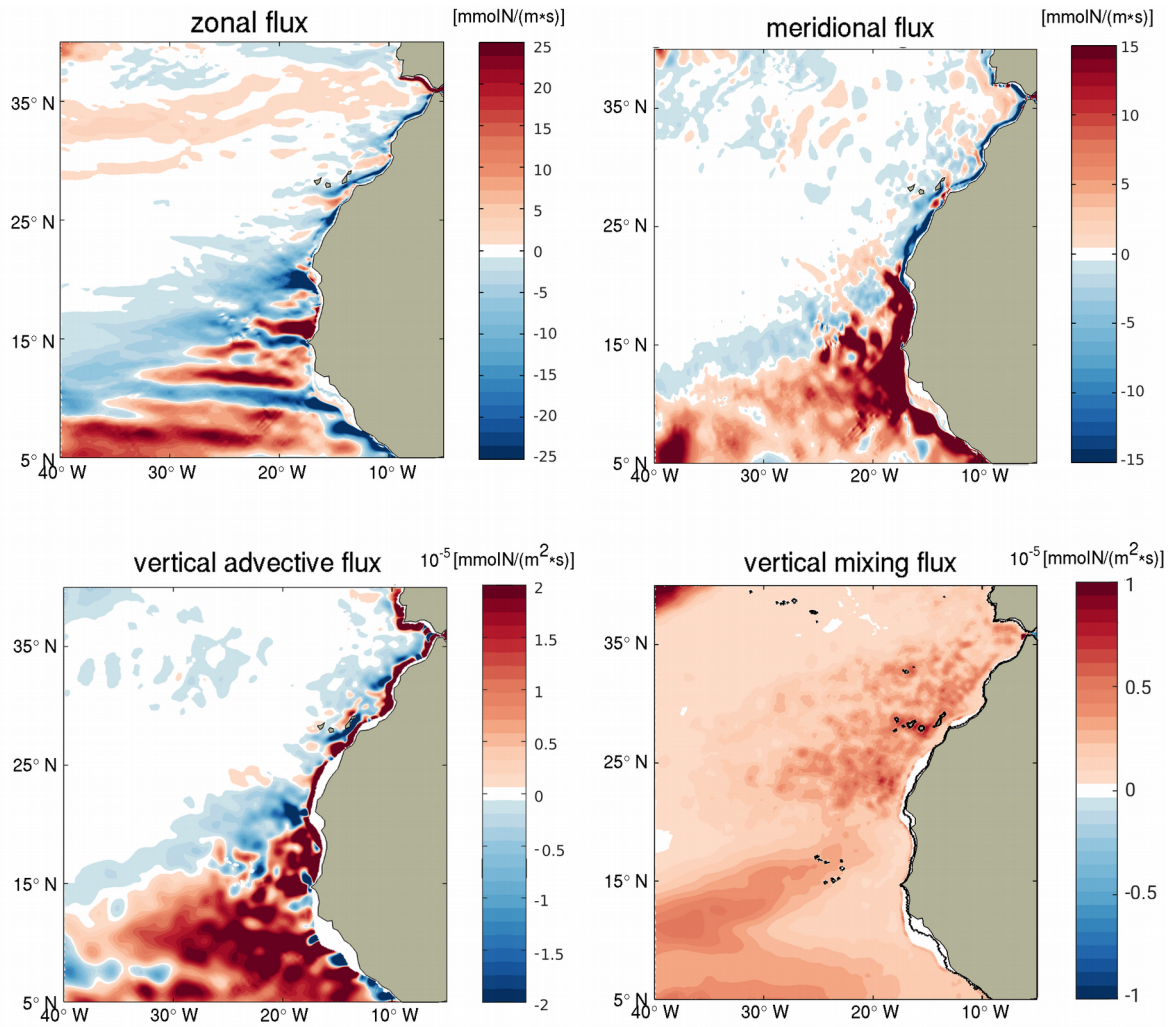 zonal flux [mmolN/(m*s)]
35° N
25° N
15° N
5° N
40° W 30° W 20° W 10° W
25
20
15
10
5
0
-5
-10
-15
-20
-25
meridional flux [mmolN/(m*s)]
35° N
25° N
15° N
5° N
40° W 30° W 20° W 10° W
15
10
5
0
-5
-10
-15
vertical advective flux 10^-5 [mmolN/(m^2*s)]
35° N
25° N
15° N
5° N
40° W 30° W 20° W 10° W
2
1.5
1
0.5
0
-0.5
-1
-1.5
-2
vertical mixing flux 10^-5 [mmolN/(m^2*s)]
35° N
25° N
15° N
5° N
40° W 30° W 20° W 10° W
1
0.5
0
-0.5
-1